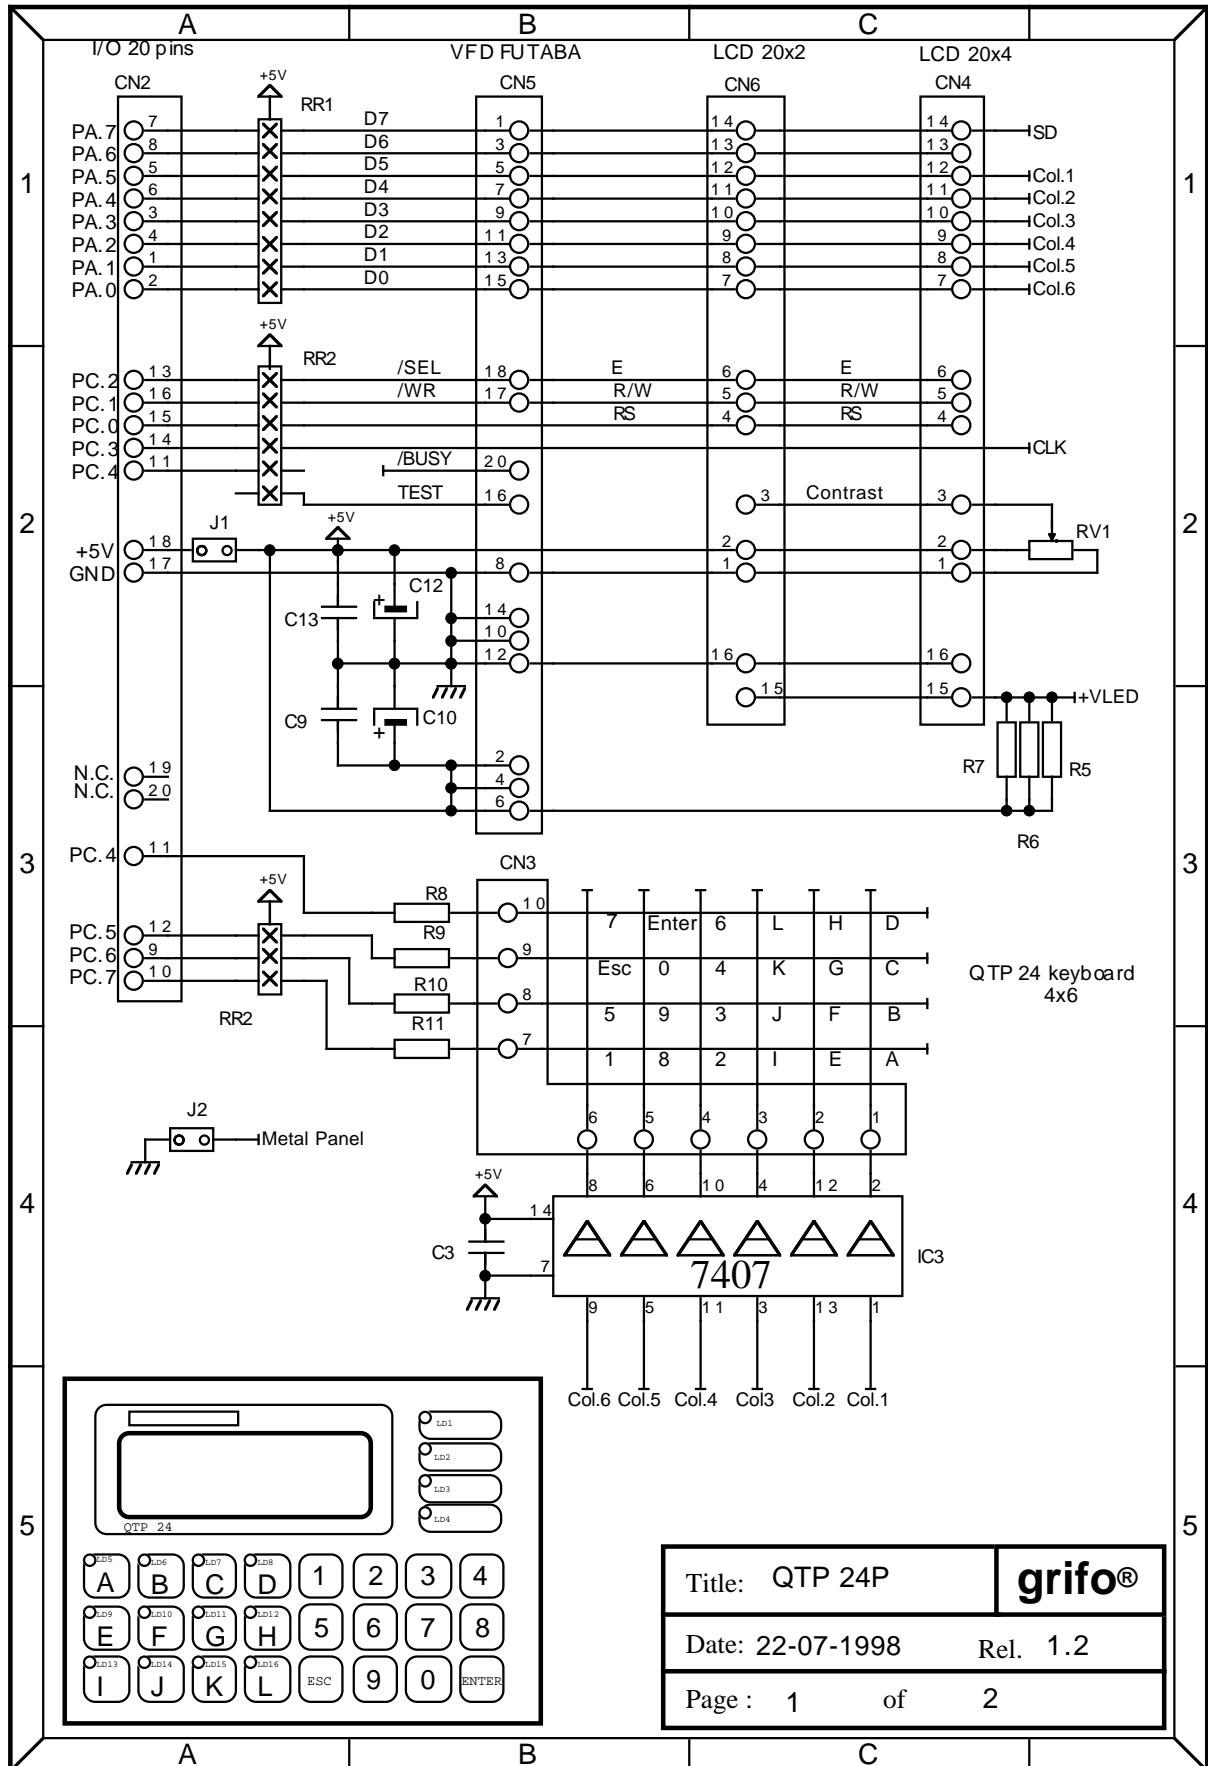 A B C
I/O 20 pins VFD FUTABA LCD 20x2 LCD 20x4
CN2 +5V RR1 CN5 CN6 CN4
PA.7 7 D7 1 14 14 SD
PA.6 8 D6 3 13 13
PA.5 5 D5 5 12 12 Col.1
1 1
PA.4 6 D4 7 11 11 Col.2
PA.3 3 D3 9 10 10 Col.3
PA.2 4 D2 11 9 9 Col.4
PA.1 1 D1 13 8 8 Col.5
PA.0 2 D0 15 7 7 Col.6
+5V
RR2
PC.2 13 /SEL 18 E 6 E 6
PC.1 16 /WR 17 R/W 5 R/W 5
PC.0 15 RS 4 RS 4
PC.3 14 CLK
PC.4 11 /BUSY 20
TEST 16 3 Contrast 3
2 2
J1 +5V RV1
+5V 18 2 2
GND 17 8 1 1
C13 C12 14
10
12 16 16
15 15 +VLED
C9 C10
N.C. 19 2 R7 R5
N.C. 20 4
6
R6
PC.4 11 CN3
3 3
+5V
R8 10 7 Enter 6 L H D
PC.5 12 R9 9 Esc 0 4 K G C
PC.6 9 QTP 24 keyboard
PC.7 10 R10 8 5 9 3 J F B
4x6
RR2 R11 7 1 8 2 I E A
J2 6 5 4 3 2 1
Metal Panel
+5V 8 6 10 4 12 2
4 4
14
C3 IC3
7 7407
9 5 11 3 13 1
Col.6 Col.5 Col.4 Col3 Col.2 Col.1
LD1
LD2
LD3
LD4
QTP 24
5 5
LD5 LD6 LD7 LD8
A B C D 1 2 3 4
LD9 LD10 LD11 LD12
E F G H 5 6 7 8
LD13 LD14 LD15 LD16
I J K L ESC 9 0 ENTER
Title: QTP 24P grifo®
Date: 22-07-1998 Rel. 1.2
Page : 1 of 2
A B C